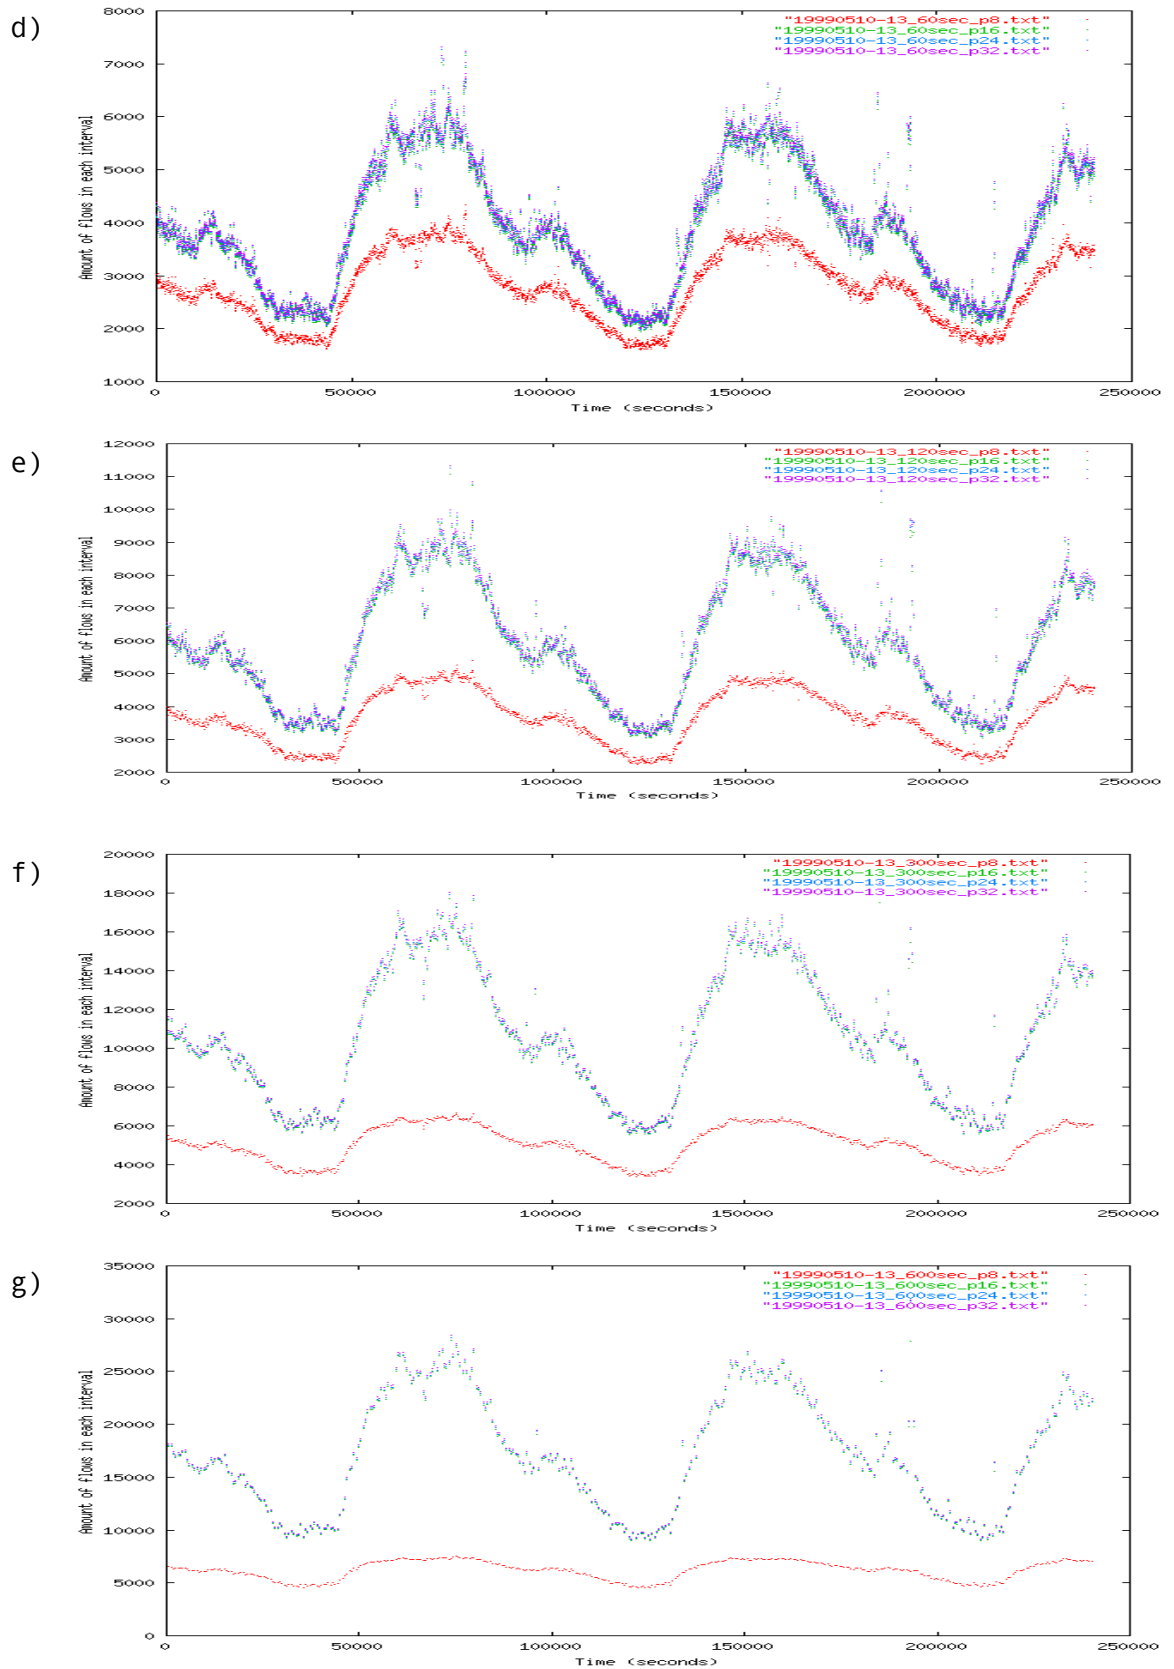 d)
8000
7000
6000
5000
4000
3000
2000
1000
Amount of flows in each interval
"19990510-13_60sec_p8.txt"
"19990510-13_60sec_p16.txt"
"19990510-13_60sec_p24.txt"
"19990510-13_60sec_p32.txt"
0 50000 100000 150000 200000 250000
Time (seconds)
e)
12000
11000
10000
9000
8000
7000
6000
5000
4000
3000
2000
Amount of flows in each interval
"19990510-13_120sec_p8.txt"
"19990510-13_120sec_p16.txt"
"19990510-13_120sec_p24.txt"
"19990510-13_120sec_p32.txt"
0 50000 100000 150000 200000 250000
Time (seconds)
f)
20000
18000
16000
14000
12000
10000
8000
6000
4000
2000
Amount of flows in each interval
"19990510-13_300sec_p8.txt"
"19990510-13_300sec_p16.txt"
"19990510-13_300sec_p24.txt"
"19990510-13_300sec_p32.txt"
0 50000 100000 150000 200000 250000
Time (seconds)
g)
35000
30000
25000
20000
15000
10000
5000
0
Amount of flows in each interval
"19990510-13_600sec_p8.txt"
"19990510-13_600sec_p16.txt"
"19990510-13_600sec_p24.txt"
"19990510-13_600sec_p32.txt"
0 50000 100000 150000 200000 250000
Time (seconds)